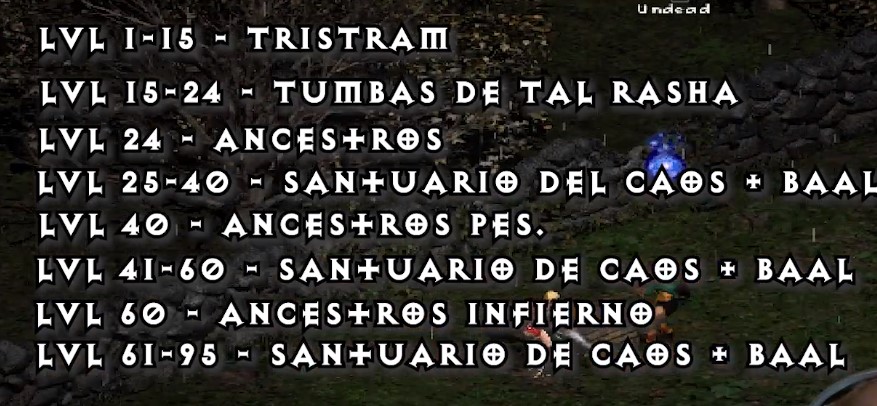 Undead
LVL 1-15 - TRISTRAM
LVL 15-24 - TUMBAS DE TAL RASHA
LVL 24 - ANCESTROS
LVL 25-40 - SANTUARIO DEL CAOS + BAAL
LVL 40 - ANCESTROS PES.
LVL 41-60 - SANTUARIO DE CAOS + BAAL
LVL 60 - ANCESTROS INFIERNO
LVL 61-95 - SANTUARIO DE CAOS + BAAL